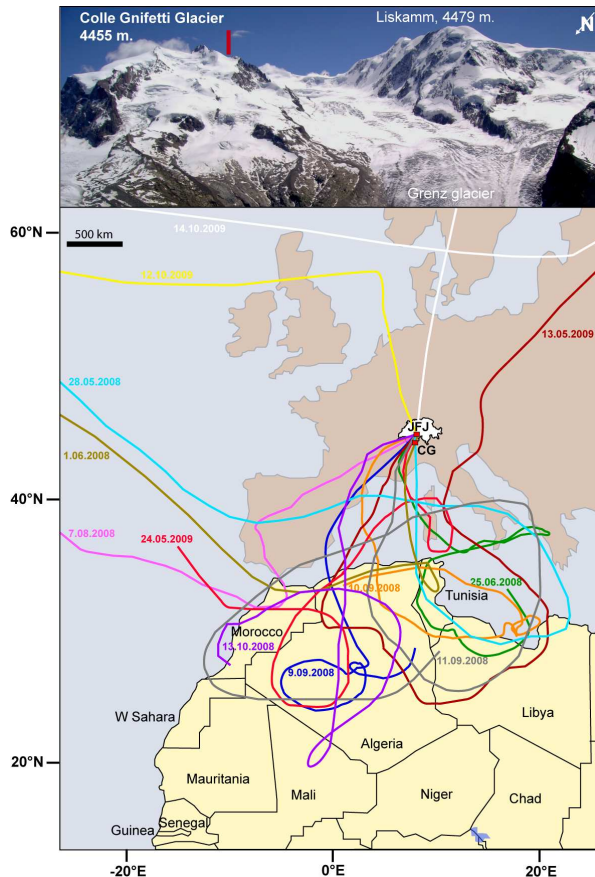 Colle Gnifetti Glacier
4455 m.
Liskamm, 4479 m.
N
Grenz glacier
60°N
500 km
14.10.2009
12.10.2008
13.05.2009
28.05.2008
JFJ
CG
1.06.2008
40°N
7.08.2008
24.05.2009
10.09.2008
25.06.2008
Tunisia
Morocco
13.10.2008
11.09.2008
9.09.2008
W Sahara
Libya
Algeria
20°N
Mauritania
Mali
Niger
Chad
Senegal
Guinea
-20°E
0°E
20°E